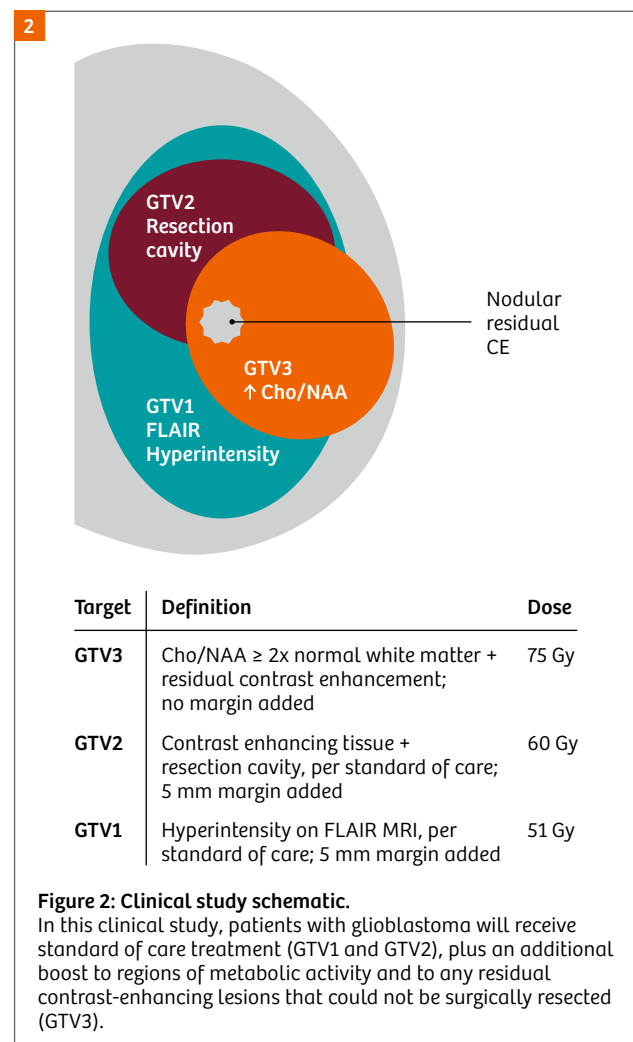 2
GTV2
Resection
cavity
Nodular
residual
CE
GTV3
↑ Cho/NAA
GTV1
FLAIR
Hyperintensity
Target Definition Dose
GTV3 Cho/NAA ≥ 2x normal white matter + 75 Gy
residual contrast enhancement;
no margin added
GTV2 Contrast enhancing tissue + 60 Gy
resection cavity, per standard of care;
5 mm margin added
GTV1 Hyperintensity on FLAIR MRI, per 51 Gy
standard of care; 5 mm margin added
Figure 2: Clinical study schematic.
In this clinical study, patients with glioblastoma will receive
standard of care treatment (GTV1 and GTV2), plus an additional
boost to regions of metabolic activity and to any residual
contrast-enhancing lesions that could not be surgically resected
(GTV3).